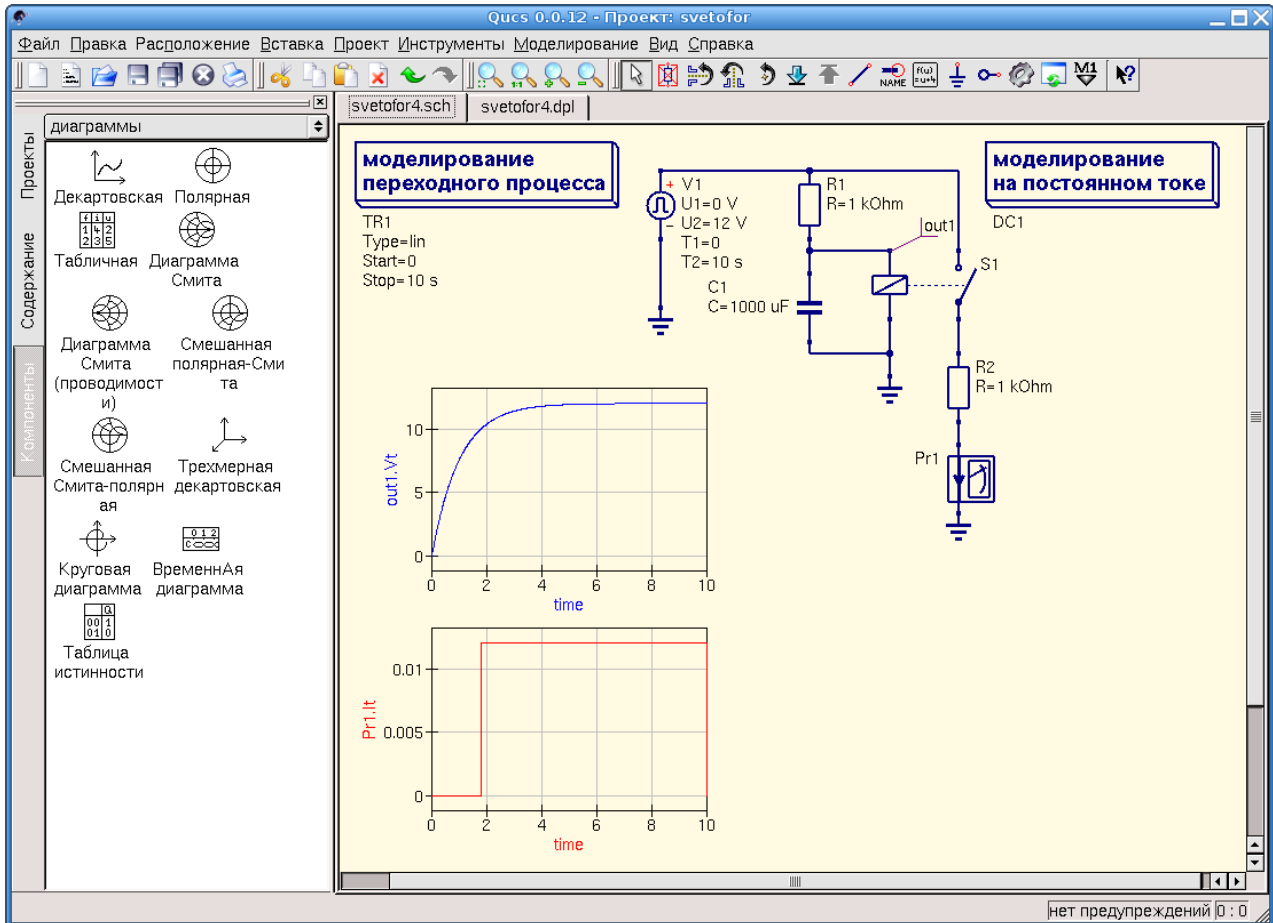 Qucs 0.0.12 - Проект: svetofor
Файл Правка Расположение Вставка Проект Инструменты Моделирование Вид Справка
NAME
M1
svetofor4.sch
svetofor4.dpl
Проекты
Содержание
Компоненты
диаграммы
Декартовская
Полярная
Табличная
Диаграмма
Смита
Диаграмма
Смита
(проводимост
и)
Смешанная
полярная-Сми
та
Смешанная
Смита-полярн
ая
Трехмерная
декартовская
Круговая
диаграмма
ВременнАя
диаграмма
Таблица
истинности
моделирование
переходного процесса
TR1
Type=lin
Start=0
Stop=10 s
V1
U1=0 V
U2=12 V
T1=0
T2=10 s
R1
R=1 kOhm
out1
C1
C=1000 uF
S1
моделирование
на постоянном токе
DC1
R2
R=1 kOhm
Pr1
out1.Vt
10
5
0
0 2 4 6 8 10
time
Pr1.It
0.01
0.005
0
0 2 4 6 8 10
time
нет предупреждений 0 : 0